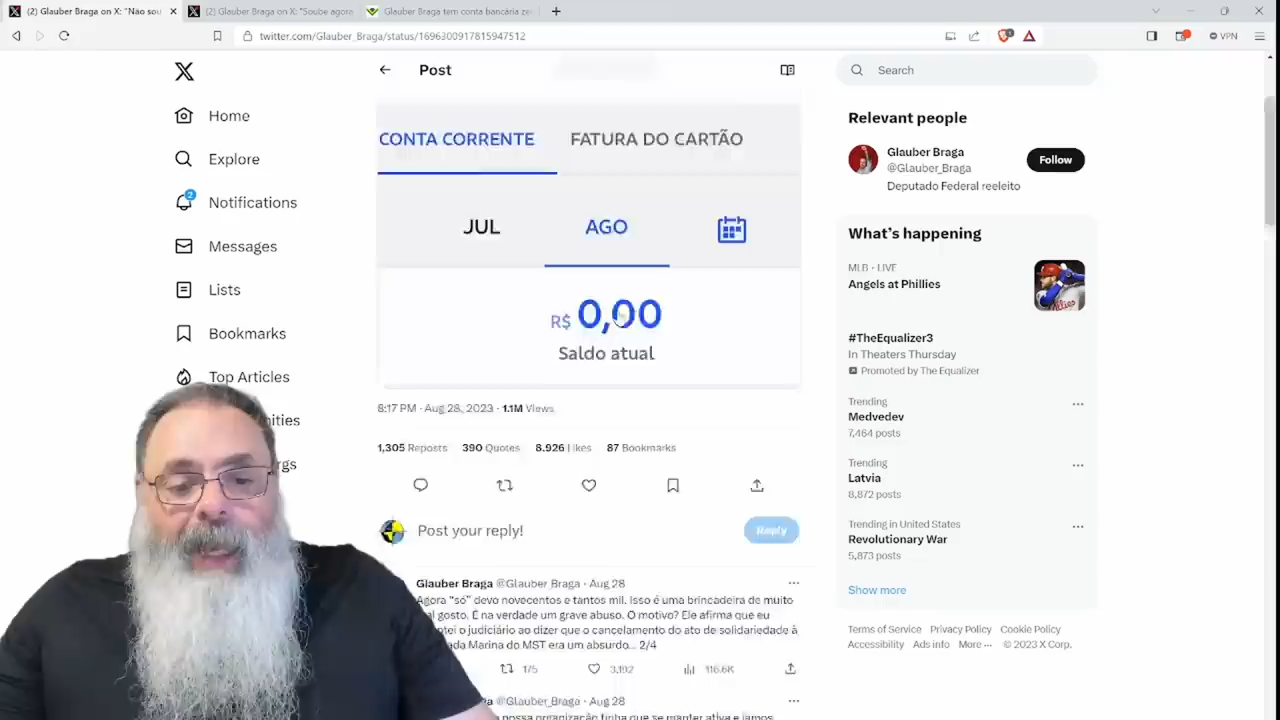 (2) Glauber Braga on X: "Não sou
(2) Glauber Braga on X: "Soube agora
Glauber Braga tem conta bancária ze
twitter.com/Glauber_Braga/status/1696300917815947512
VPN
Home
Explore
2
Notifications
Messages
Lists
Bookmarks
Top Articles
Post
CONTA CORRENTE
FATURA DO CARTÃO
JUL
AGO
R$ 0,00
Saldo atual
8:17 PM · Aug 28, 2023 · 1.1M Views
1,305 Reposts 390 Quotes 8,926 Likes 87 Bookmarks
Post your reply!
Reply
Glauber Braga @Glauber_Braga · Aug 28
Agora “só” devo novecentos e tantos mil. Isso é uma brincadeira de muito
gosto. É na verdade um grave abuso. O motivo? Ele afirma que eu
o judiciário ao dizer que o cancelamento do ato de solidariedade à
Marina do MST era um absurdo... 2/4
175
3,192
116.6K
@Glauber_Braga · Aug 28
organização tinha que se manter ativa e
Search
Relevant people
Glauber Braga
@Glauber_Braga
Follow
Deputado Federal reeleito
What’s happening
MLB · LIVE
Angels at Phillies
#TheEqualizer3
In Theaters Thursday
Promoted by The Equalizer
Trending
Medvedev
7,464 posts
Trending
Latvia
8,872 posts
Trending in United States
Revolutionary War
5,873 posts
Show more
Terms of Service Privacy Policy Cookie Policy
Accessibility Ads info More ··· © 2023 X Corp.